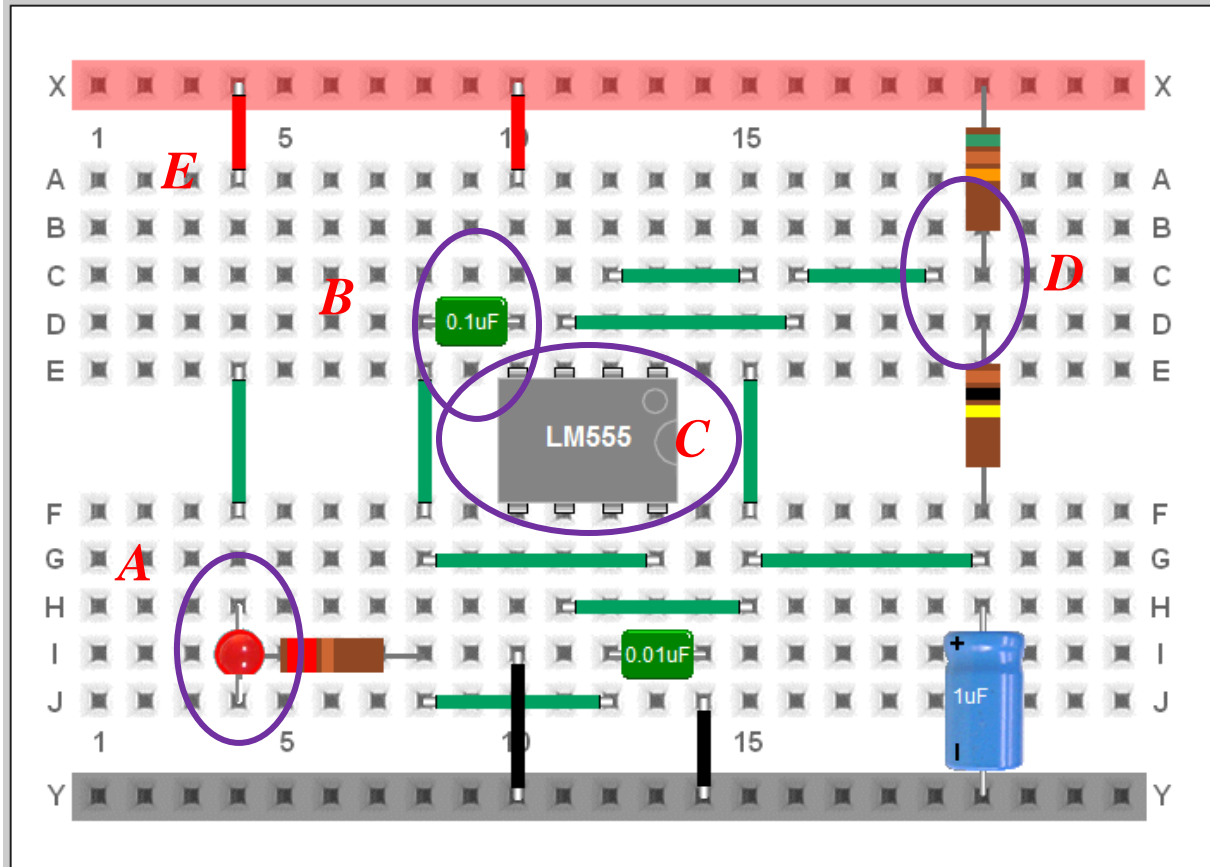 X X
1 5 10 15
E
A A
B B
C C
B D
D 0.1uF D
E E
LM555 C
F F
G G
A
H H
I 0.01uF + I
J 1uF J
1 5 10 15
Y Y